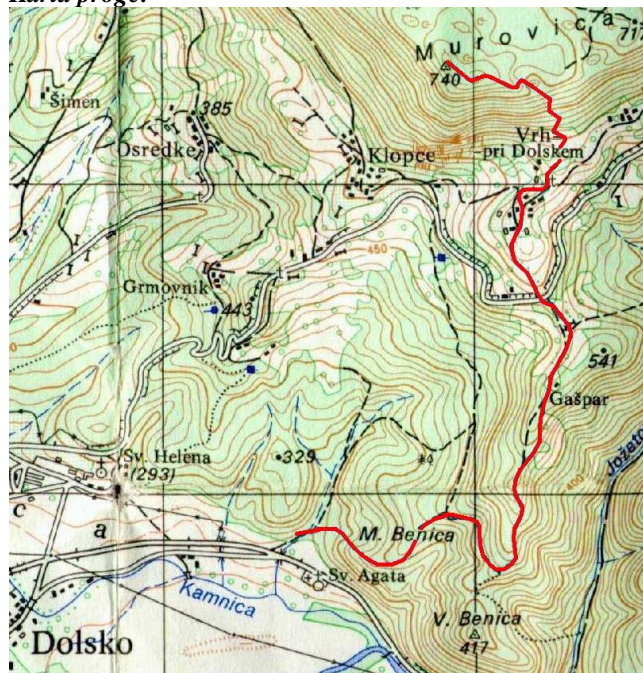 Karta proge:
Murovica
717
740
Šimen
385
Osredke
Klopce
Vrh
pri Dolskem
450
Grmovnik
443
541
Gašpar
Sv. Helena
(293)
329
400
c
a
M. Benica
Sv. Agata
Kamnica
V. Benica
417
Dolsko